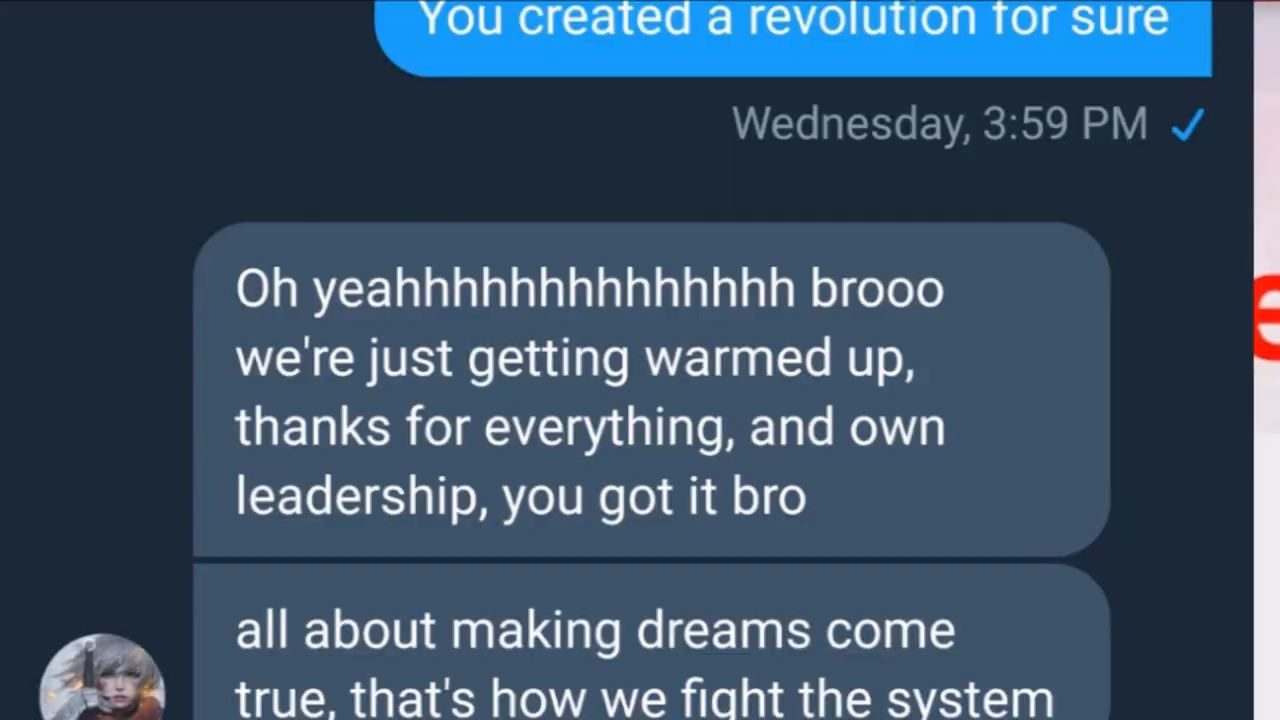 You created a revolution for sure
Wednesday, 3:59 PM
Oh yeahhhhhhhhhhhhhhh brooo
we're just getting warmed up,
thanks for everything, and own
leadership, you got it bro
all about making dreams come
true, that's how we fight the system
e